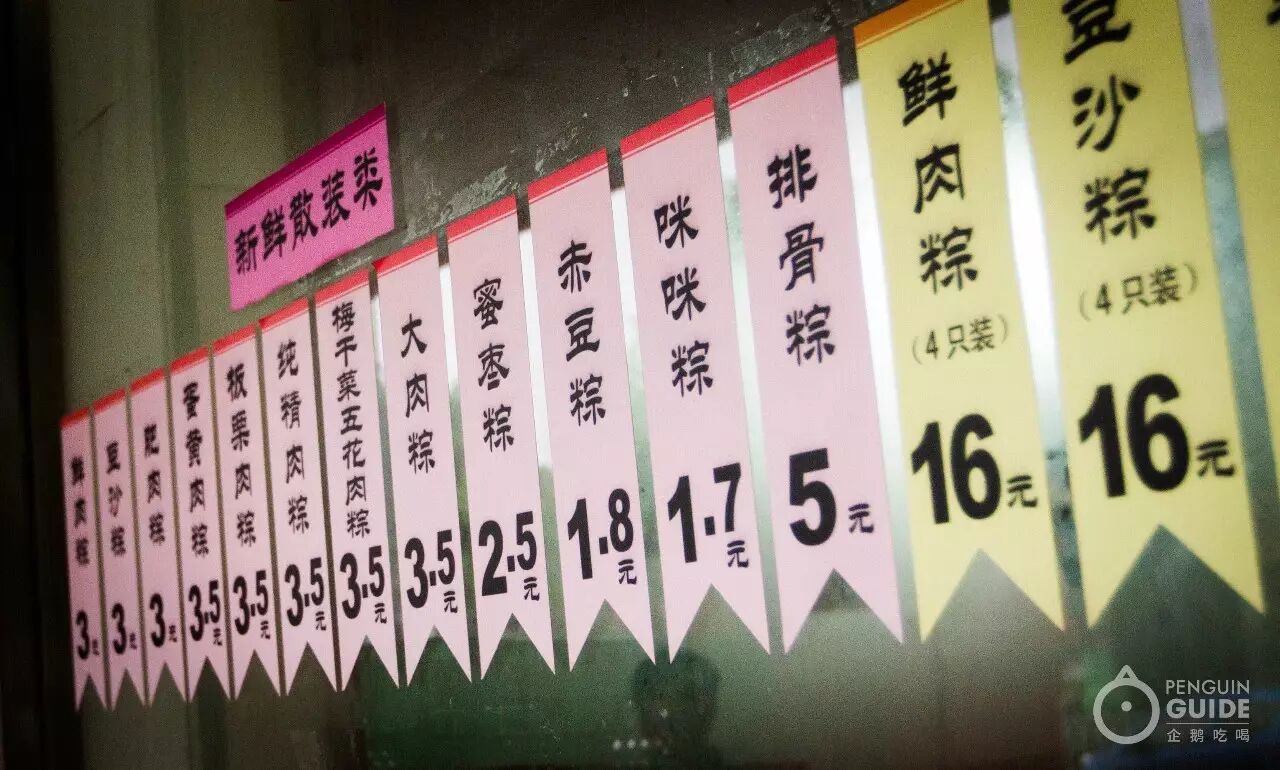 新鲜散装类
鲜肉粽
3元
豆沙粽
3元
肥肉粽
3元
蛋黄肉粽
3.5元
板栗肉粽
3.5元
纯精肉粽
3.5元
梅干菜五花肉粽
3.5元
大肉粽
3.5元
蜜枣粽
2.5元
赤豆粽
1.8元
咪咪粽
1.7元
排骨粽
5元
鲜肉粽
(4只装)
16元
豆沙粽
(4只装)
16元
PENGUIN
GUIDE
企鹅吃喝